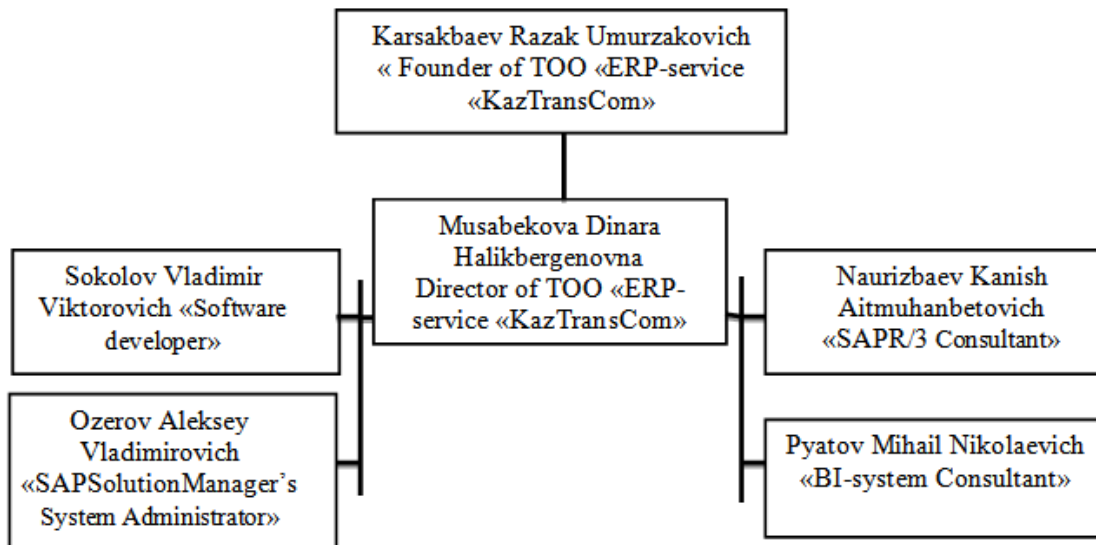 Karsakbaev Razak Umurzakovich
« Founder of TOO «ERP-service
«KazTransCom»
Musabekova Dinara
Halikbergenovna
Director of TOO «ERP-
service «KazTransCom»
Sokolov Vladimir
Viktorovich «Software
developer»
Naurizbaev Kanish
Aitmuhanbetovich
«SAPR/3 Consultant»
Ozerov Aleksey
Vladimirovich
«SAPSolutionManager’s
System Administrator»
Pyatov Mihail Nikolaevich
«BI-system Consultant»